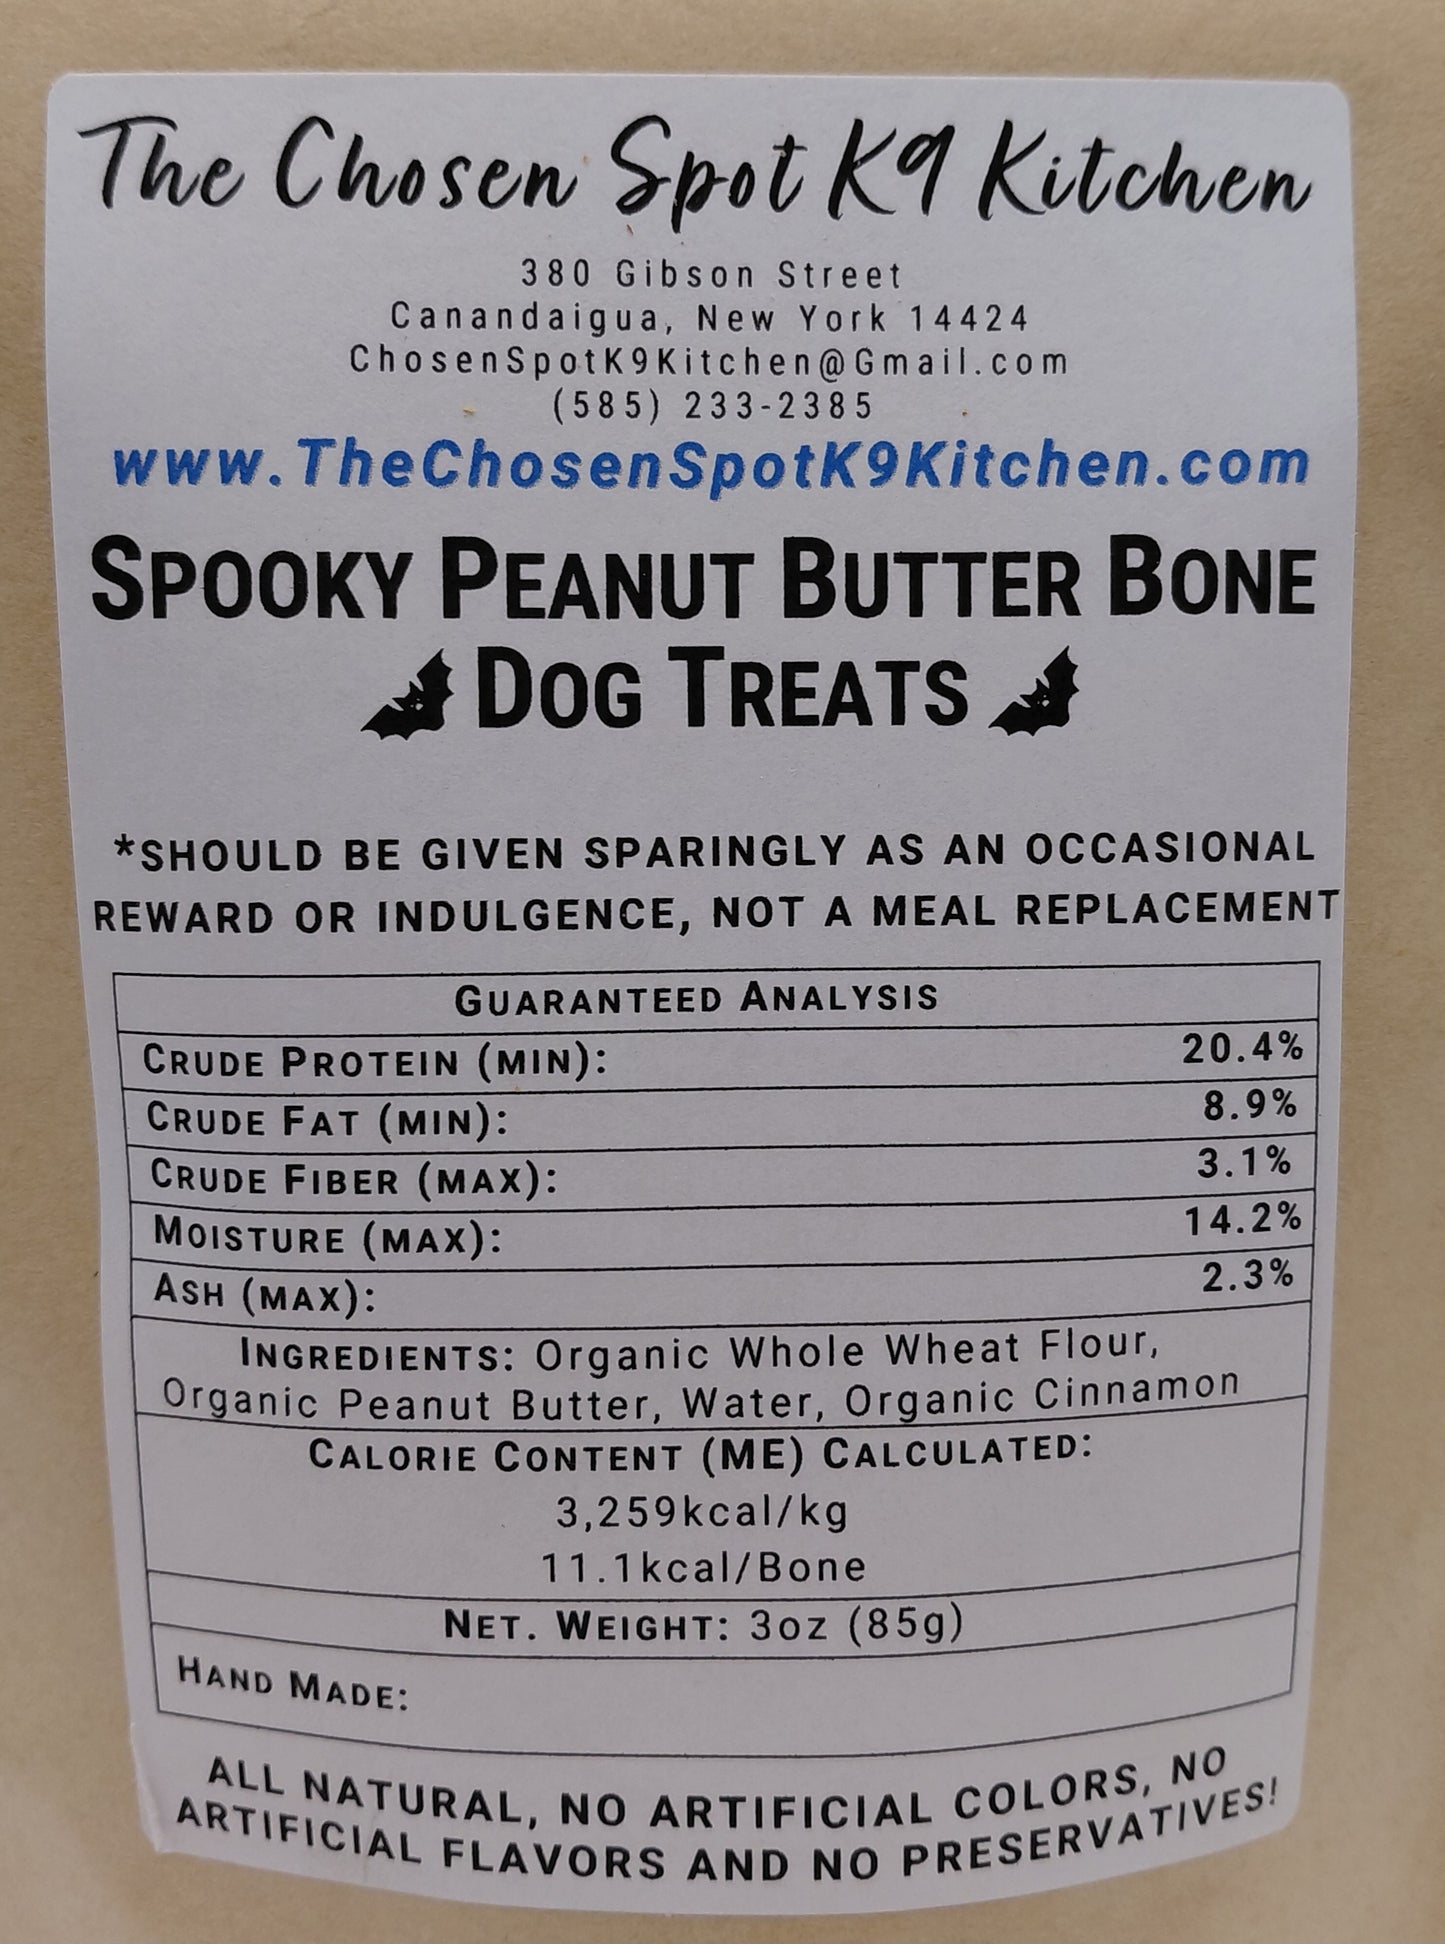 The Chosen Spot K9 Kitchen
380 Gibson Street
Canandaigua, New York 14424
ChosenSpotK9Kitchen@Gmail.com
(585) 233-2385
www.TheChosenSpotK9Kitchen.com
SPOOKY PEANUT BUTTER BONE
DOG TREATS
*SHOULD BE GIVEN SPARINGLY AS AN OCCASIONAL
REWARD OR INDULGENCE, NOT A MEAL REPLACEMENT
GUARANTEED ANALYSIS
CRUDE PROTEIN (MIN): 20.4%
CRUDE FAT (MIN): 8.9%
CRUDE FIBER (MAX): 3.1%
MOISTURE (MAX): 14.2%
ASH (MAX): 2.3%
INGREDIENTS: Organic Whole Wheat Flour,
Organic Peanut Butter, Water, Organic Cinnamon
CALORIE CONTENT (ME) CALCULATED:
3,259kcal/kg
11.1kcal/Bone
NET. WEIGHT: 3oz (85g)
HAND MADE:
ALL NATURAL, NO ARTIFICIAL COLORS, NO
ARTIFICIAL FLAVORS AND NO PRESERVATIVES!